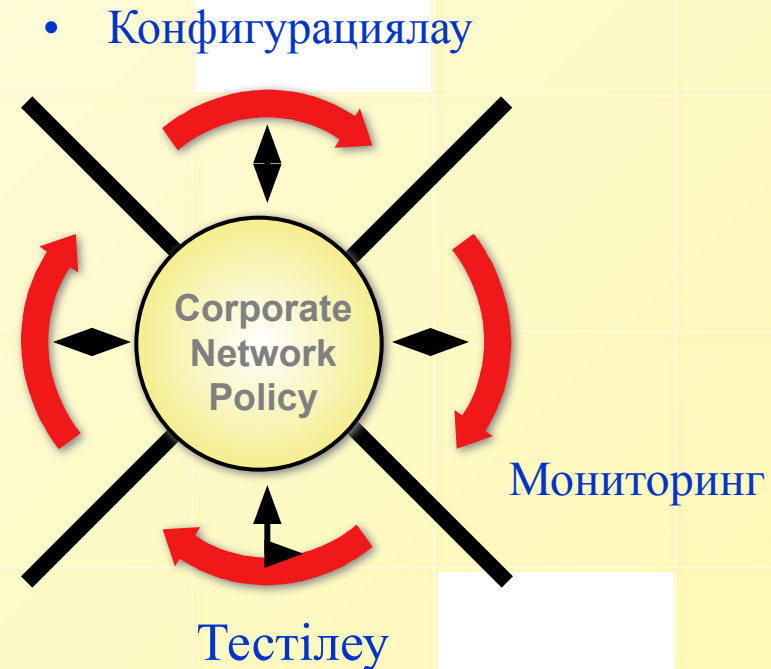 • Конфигурациялау
Corporate
Network
Policy
Мониторинг
Тестілеу